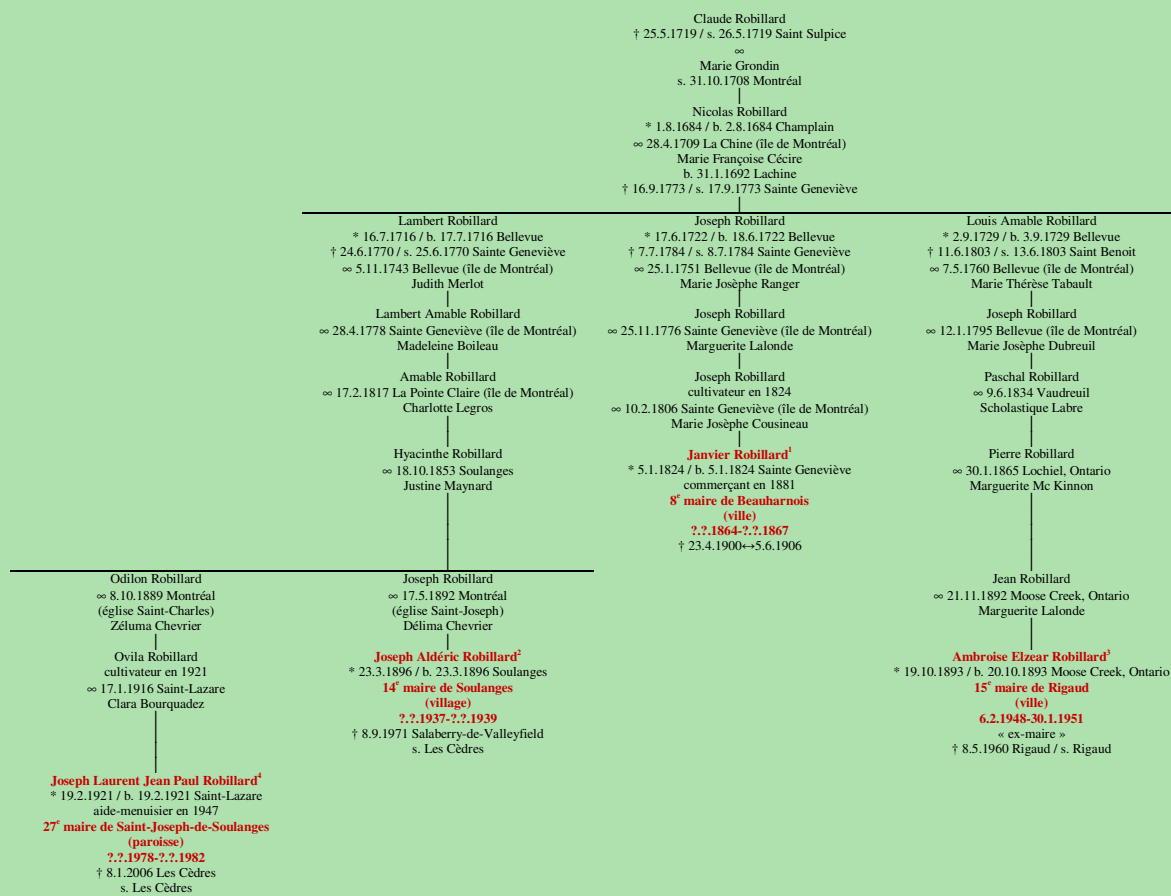 Claude Robillard
† 25.5.1719 / s. 26.5.1719 Saint Sulpice
∞
Marie Grondin
s. 31.10.1708 Montréal
Nicolas Robillard
* 1.8.1684 / b. 2.8.1684 Champlain
∞ 28.4.1709 La Chine (île de Montréal)
Marie Françoise Cécire
b. 31.1.1692 Lachine
† 16.9.1773 / s. 17.9.1773 Sainte Geneviève
Lambert Robillard
* 16.7.1716 / b. 17.7.1716 Bellevue
† 24.6.1770 / s. 25.6.1770 Sainte Geneviève
∞ 5.11.1743 Bellevue (île de Montréal)
Judith Merlot
Lambert Amable Robillard
∞ 28.4.1778 Sainte Geneviève (île de Montréal)
Madeleine Boileau
Amable Robillard
∞ 17.2.1817 La Pointe Claire (île de Montréal)
Charlotte Legros
Hyacinthe Robillard
∞ 18.10.1853 Soulanges
Justine Maynard
Joseph Robillard
* 17.6.1722 / b. 18.6.1722 Bellevue
† 7.7.1784 / s. 8.7.1784 Sainte Geneviève
∞ 25.1.1751 Bellevue (île de Montréal)
Marie Josèphe Ranger
Joseph Robillard
∞ 25.11.1776 Sainte Geneviève (île de Montréal)
Marguerite Lalonde
Joseph Robillard
cultivateur en 1824
∞ 10.2.1806 Sainte Geneviève (île de Montréal)
Marie Josèphe Cousineau
Janvier Robillard¹
* 5.1.1824 / b. 5.1.1824 Sainte Geneviève
commerçant en 1881
8e maire de Beauharnois
(ville)
?.?.1864-?.?.1867
† 23.4.1900↔5.6.1906
Louis Amable Robillard
* 2.9.1729 / b. 3.9.1729 Bellevue
† 11.6.1803 / s. 13.6.1803 Saint Benoit
∞ 7.5.1760 Bellevue (île de Montréal)
Marie Thérèse Tabault
Joseph Robillard
∞ 12.1.1795 Bellevue (île de Montréal)
Marie Josèphe Dubreuil
Paschal Robillard
∞ 9.6.1834 Vaudreuil
Scholastique Labre
Pierre Robillard
∞ 30.1.1865 Lochiel, Ontario
Marguerite Mc Kinnon
Odilon Robillard
∞ 8.10.1889 Montréal
(église Saint-Charles)
Zéluma Chevrier
Ovila Robillard
cultivateur en 1921
∞ 17.1.1916 Saint-Lazare
Clara Bourquadez
Joseph Laurent Jean Paul Robillard⁴
* 19.2.1921 / b. 19.2.1921 Saint-Lazare
aide-menuisier en 1947
27e maire de Saint-Joseph-de-Soulanges
(paroisse)
?.?.1978-?.?.1982
† 8.1.2006 Les Cèdres
s. Les Cèdres
Joseph Robillard
∞ 17.5.1892 Montréal
(église Saint-Joseph)
Délima Chevrier
Joseph Aldéric Robillard²
* 23.3.1896 / b. 23.3.1896 Soulanges
14e maire de Soulanges
(village)
?.?.1937-?.?.1939
† 8.9.1971 Salaberry-de-Valleyfield
s. Les Cèdres
Jean Robillard
∞ 21.11.1892 Moose Creek, Ontario
Marguerite Lalonde
Ambroise Elzear Robillard³
* 19.10.1893 / b. 20.10.1893 Moose Creek, Ontario
15e maire de Rigaud
(ville)
6.2.1948-30.1.1951
« ex-maire »
† 8.5.1960 Rigaud / s. Rigaud